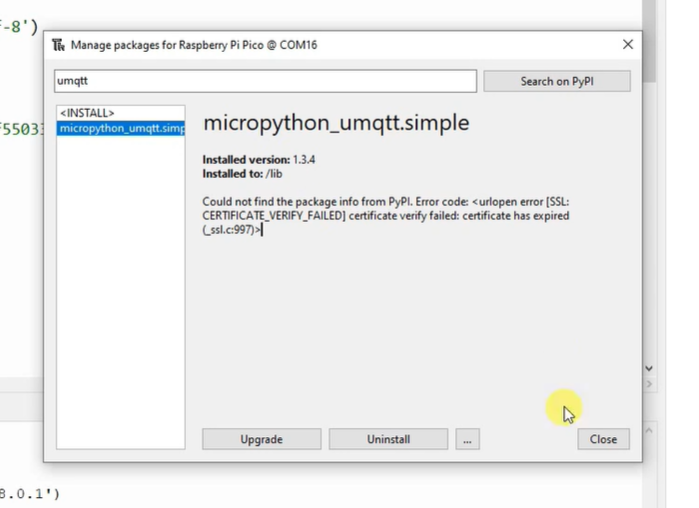 f-8')
Manage packages for Raspberry Pi Pico @ COM16
umqtt
Search on PyPI
<INSTALL>
micropython_umqtt.simp
micropython_umqtt.simple
Installed version: 1.3.4
Installed to: /lib
Could not find the package info from PyPI. Error code: <urlopen error [SSL:
CERTIFICATE_VERIFY_FAILED] certificate verify failed: certificate has expired
(_ssl.c:997)>
f5503
Upgrade
Uninstall
...
Close
8.0.1')